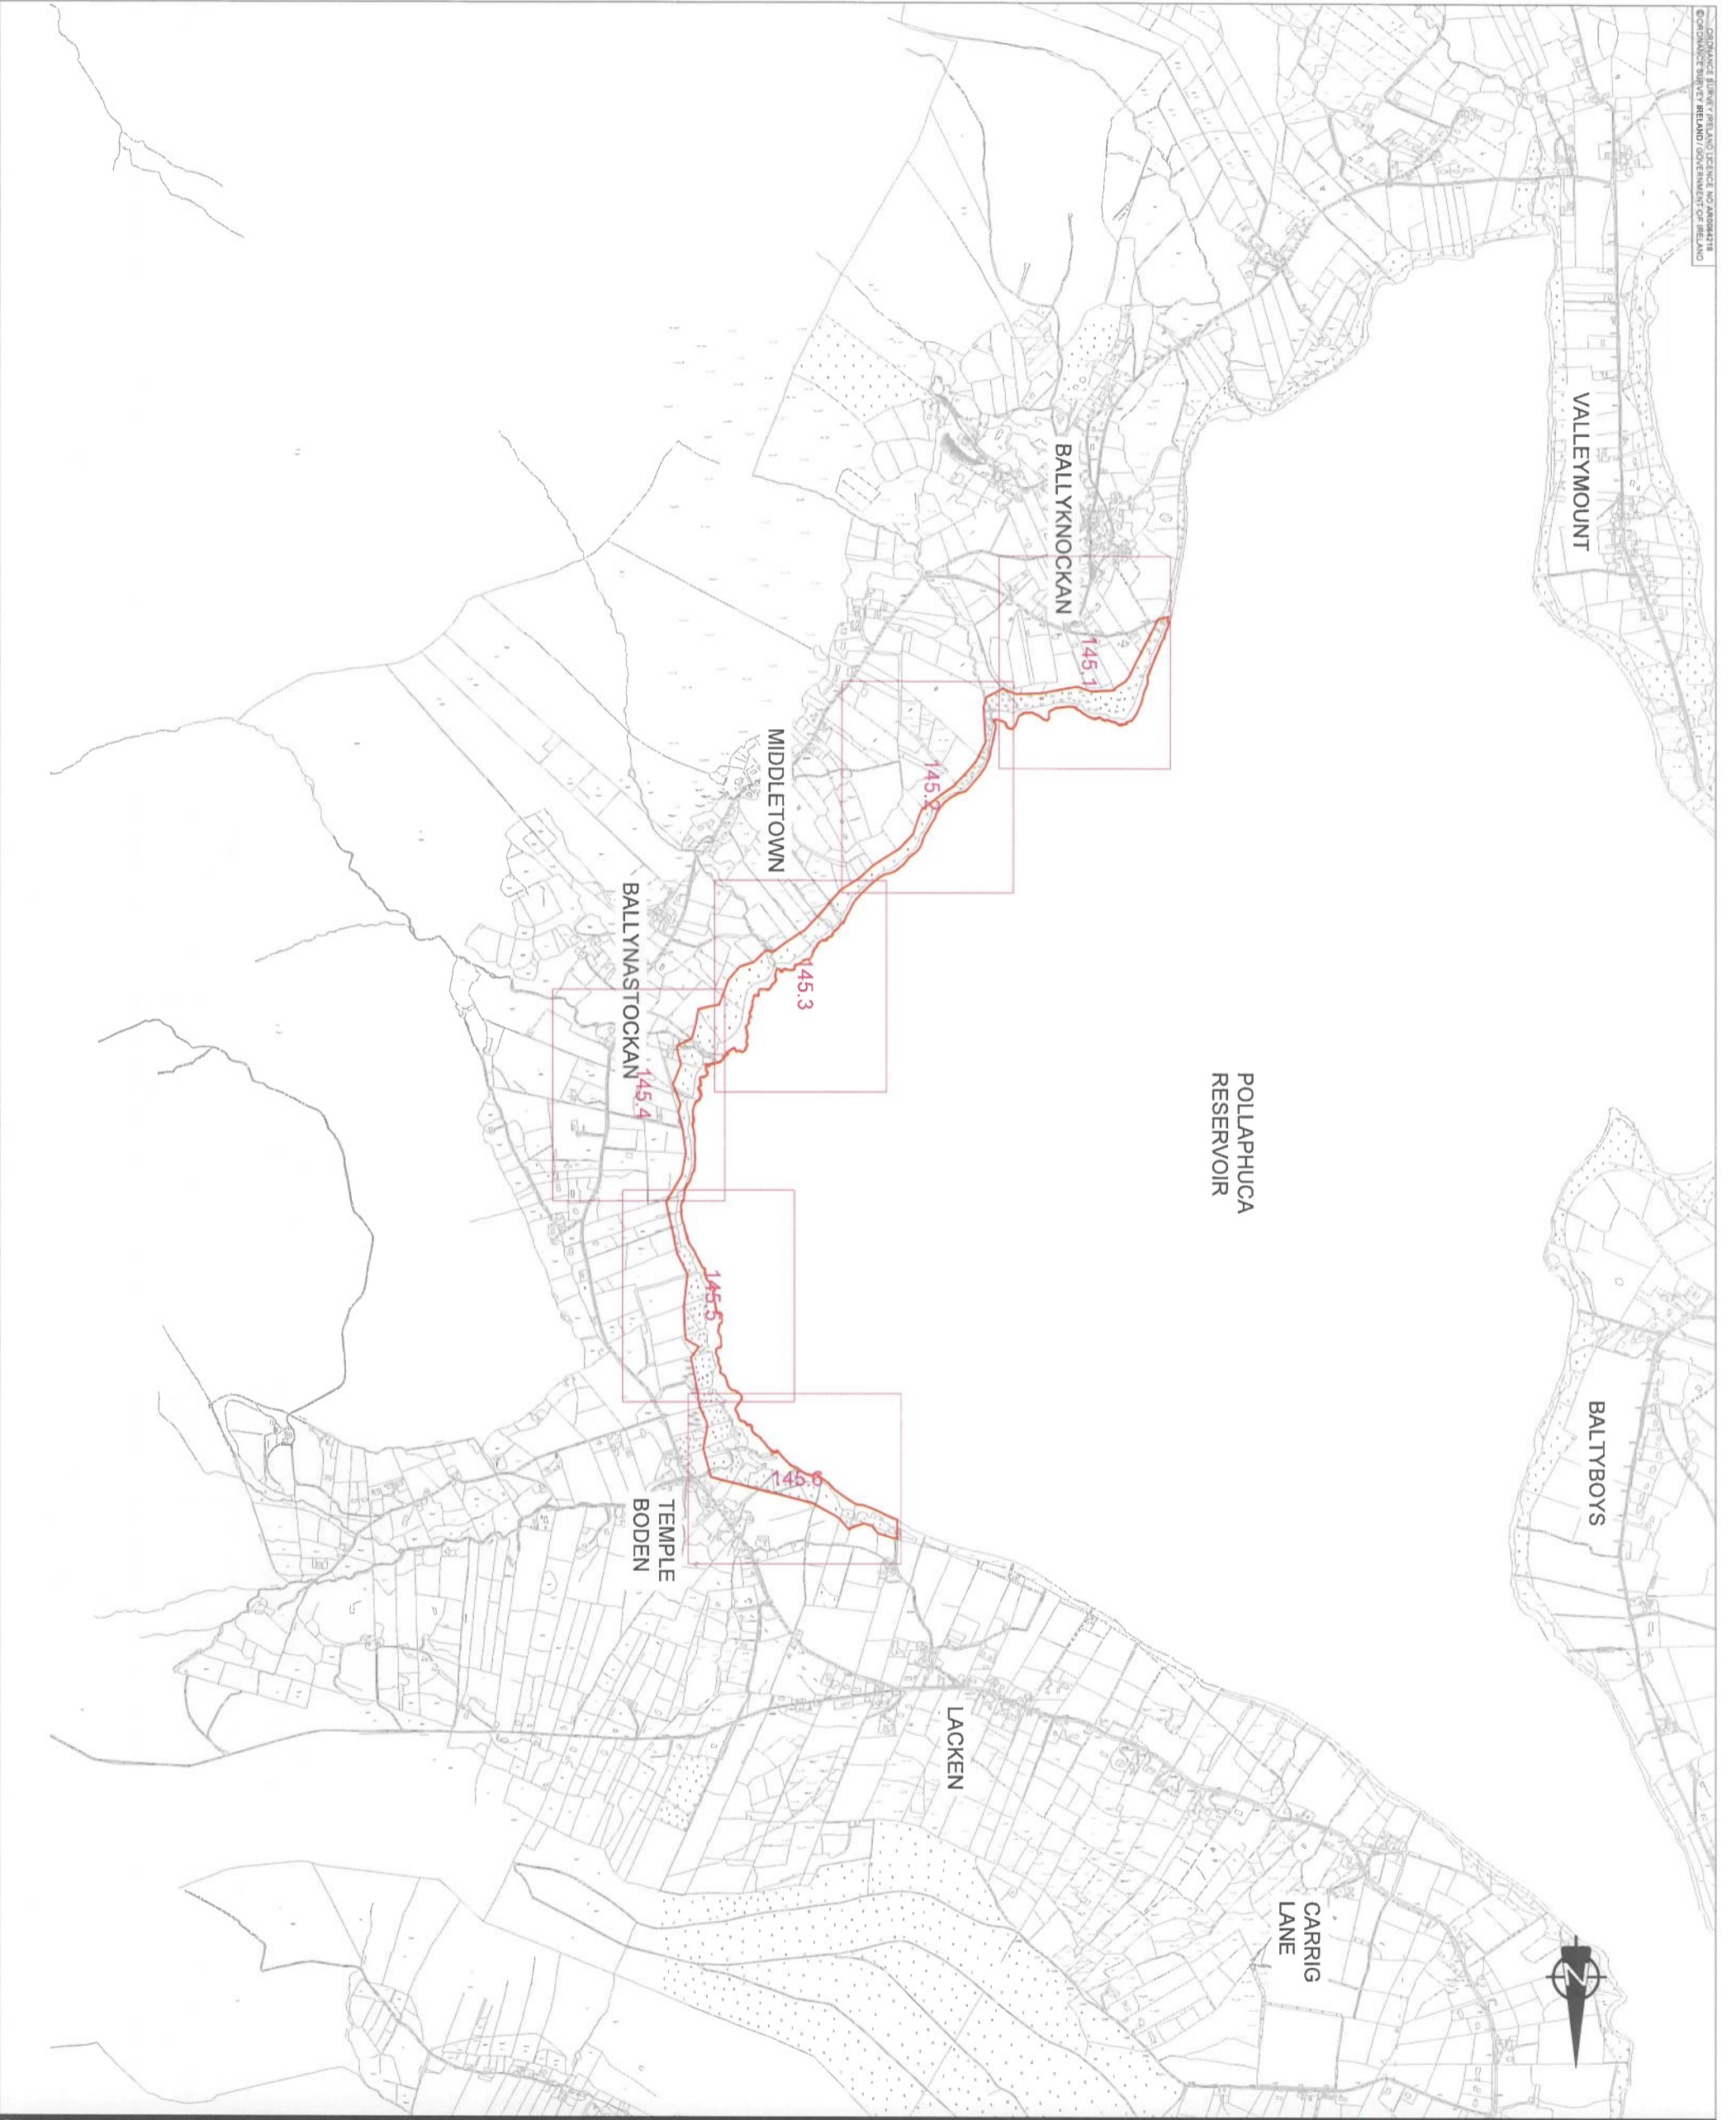 ORDNANCE SURVEY IRELAND LICENCE NO AR0064218
©ORDNANCE SURVEY IRELAND / GOVERNMENT OF IRELAND
VALLEYMOUNT
BALTYBOYS
POLLAPHUCA
RESERVOIR
CARRIG
LANE
BALLYKNOCKAN
145.1
145.2
LACKEN
MIDDLETOWN
145.3
145.6
145.5
BALLYNASTOCKAN
145.4
TEMPLE
BODEN
N